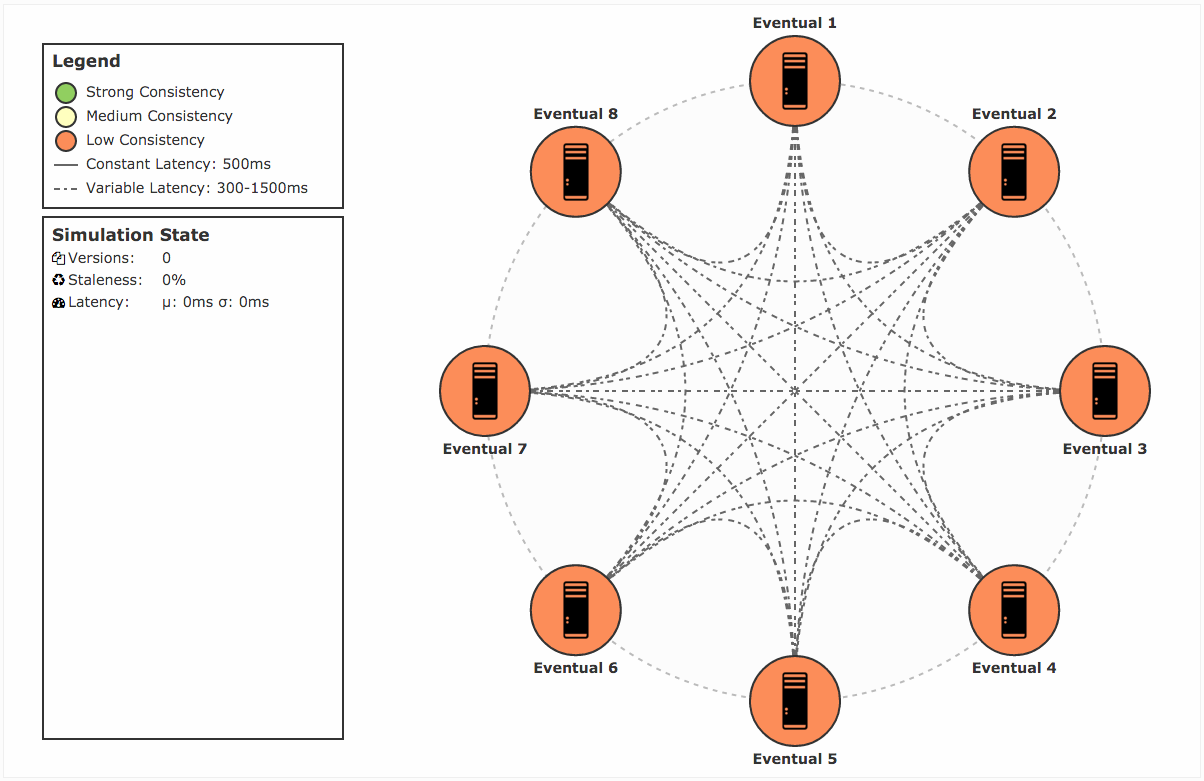 Legend
Strong Consistency
Medium Consistency
Low Consistency
Constant Latency: 500ms
Variable Latency: 300-1500ms
Simulation State
Versions: 0
Staleness: 0%
Latency: μ: 0ms σ: 0ms
Eventual 1
Eventual 8
Eventual 2
Eventual 7
Eventual 3
Eventual 6
Eventual 4
Eventual 5